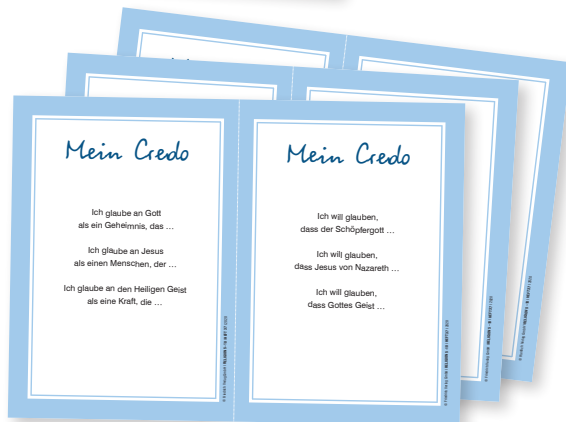 Mein Credo
Ich glaube an Gott
als ein Geheimnis, das …
Ich glaube an Jesus
als einen Menschen, der …
Ich glaube an den Heiligen Geist
als eine Kraft, die …
Mein Credo
Ich will glauben,
dass der Schöpfergott …
Ich will glauben,
dass Jesus von Nazareth …
Ich will glauben,
dass Gottes Geist …